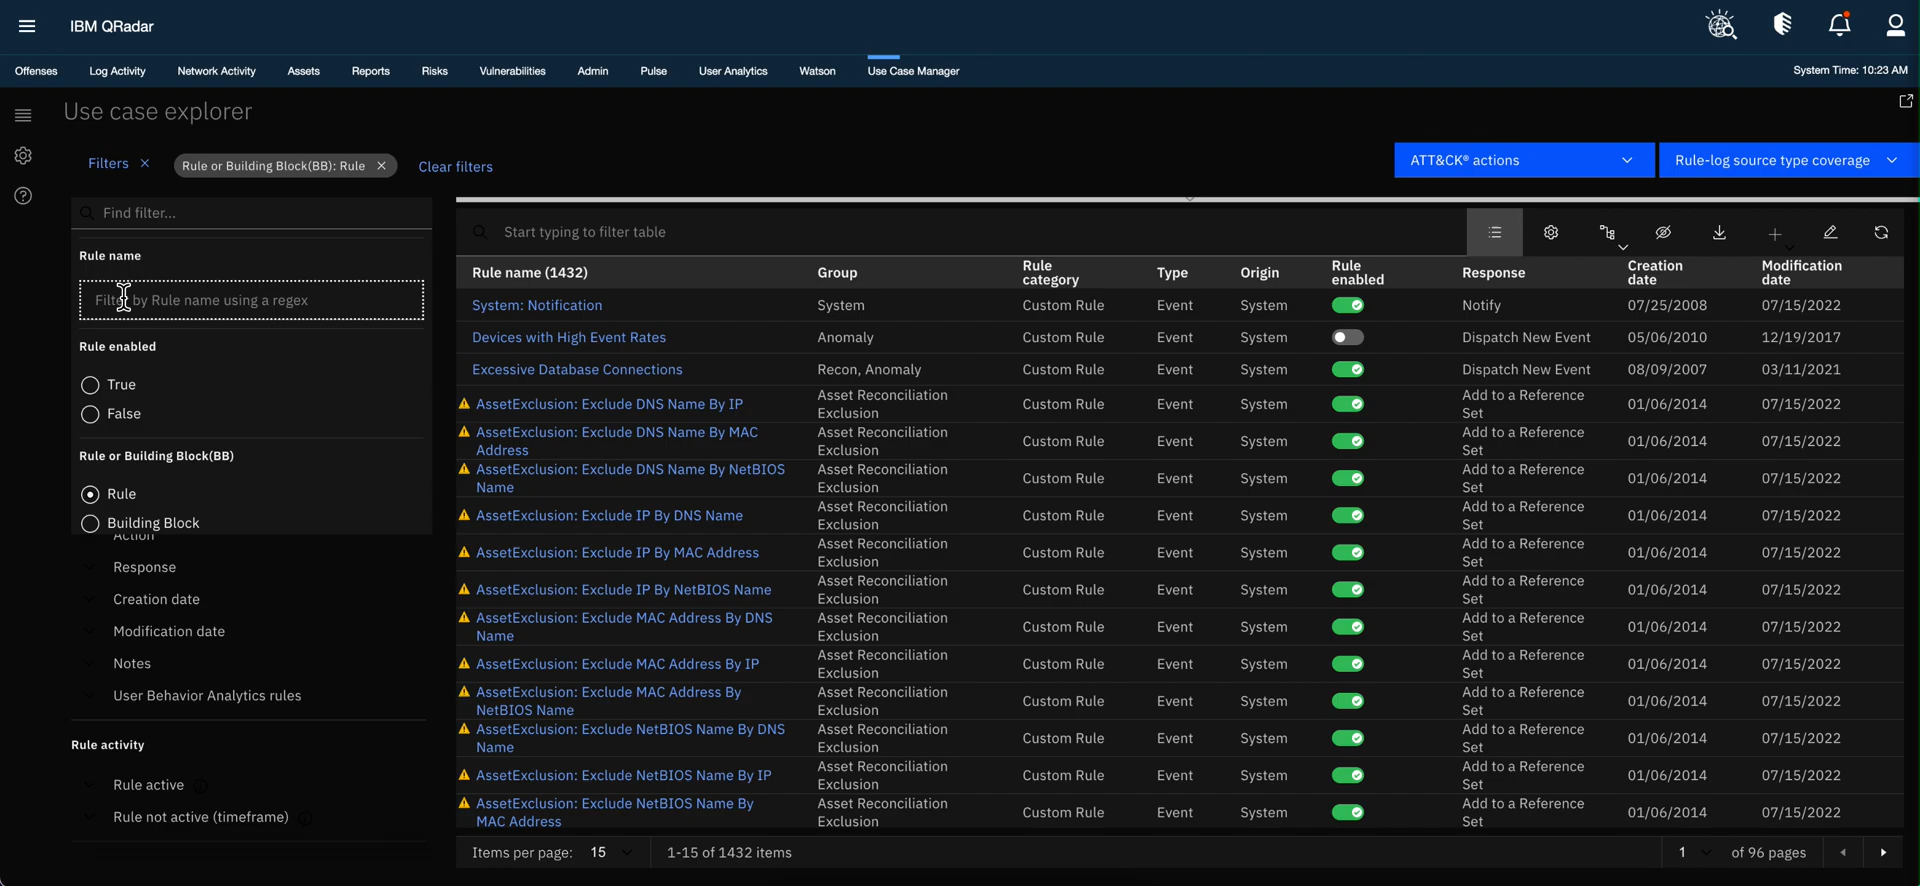 IBM QRadar
Offenses Log Activity Network Activity Assets Reports Risks Vulnerabilities Admin Pulse User Analytics Watson Use Case Manager System Time: 10:23 AM
Use case explorer
Filters × Rule or Building Block(BB): Rule × Clear filters ATT&CK® actions Rule-log source type coverage
Find filter...
Rule name
Filter by Rule name using a regex
Rule enabled
True
False
Rule or Building Block(BB)
Rule
Building Block
Action
Response
Creation date
Modification date
Notes
User Behavior Analytics rules
Rule activity
Rule active
Rule not active (timeframe)
Start typing to filter table
Rule name (1432) Group Rule category Type Origin Rule enabled Response Creation date Modification date
System: Notification System Custom Rule Event System Notify 07/25/2008 07/15/2022
Devices with High Event Rates Anomaly Custom Rule Event System Dispatch New Event 05/06/2010 12/19/2017
Excessive Database Connections Recon, Anomaly Custom Rule Event System Dispatch New Event 08/09/2007 03/11/2021
AssetExclusion: Exclude DNS Name By IP Asset Reconciliation Exclusion Custom Rule Event System Add to a Reference Set 01/06/2014 07/15/2022
AssetExclusion: Exclude DNS Name By MAC Address Asset Reconciliation Exclusion Custom Rule Event System Add to a Reference Set 01/06/2014 07/15/2022
AssetExclusion: Exclude DNS Name By NetBIOS Name Asset Reconciliation Exclusion Custom Rule Event System Add to a Reference Set 01/06/2014 07/15/2022
AssetExclusion: Exclude IP By DNS Name Asset Reconciliation Exclusion Custom Rule Event System Add to a Reference Set 01/06/2014 07/15/2022
AssetExclusion: Exclude IP By MAC Address Asset Reconciliation Exclusion Custom Rule Event System Add to a Reference Set 01/06/2014 07/15/2022
AssetExclusion: Exclude IP By NetBIOS Name Asset Reconciliation Exclusion Custom Rule Event System Add to a Reference Set 01/06/2014 07/15/2022
AssetExclusion: Exclude MAC Address By DNS Name Asset Reconciliation Exclusion Custom Rule Event System Add to a Reference Set 01/06/2014 07/15/2022
AssetExclusion: Exclude MAC Address By IP Asset Reconciliation Exclusion Custom Rule Event System Add to a Reference Set 01/06/2014 07/15/2022
AssetExclusion: Exclude MAC Address By NetBIOS Name Asset Reconciliation Exclusion Custom Rule Event System Add to a Reference Set 01/06/2014 07/15/2022
AssetExclusion: Exclude NetBIOS Name By DNS Name Asset Reconciliation Exclusion Custom Rule Event System Add to a Reference Set 01/06/2014 07/15/2022
AssetExclusion: Exclude NetBIOS Name By IP Asset Reconciliation Exclusion Custom Rule Event System Add to a Reference Set 01/06/2014 07/15/2022
AssetExclusion: Exclude NetBIOS Name By MAC Address Asset Reconciliation Exclusion Custom Rule Event System Add to a Reference Set 01/06/2014 07/15/2022
Items per page: 15 1-15 of 1432 items 1 of 96 pages